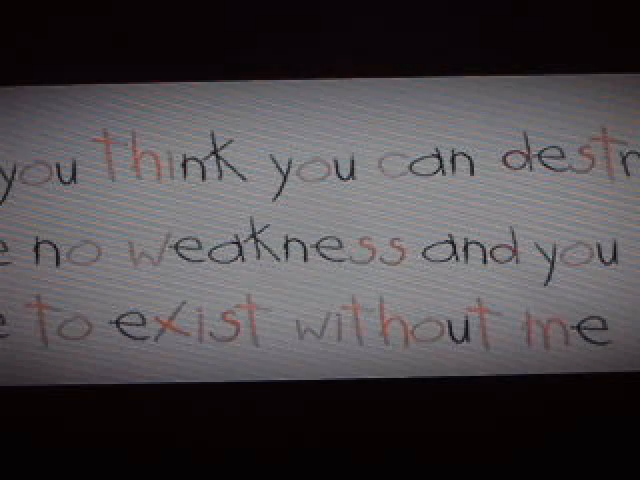 you think you can destr
e no weakness and you
e to exist without me